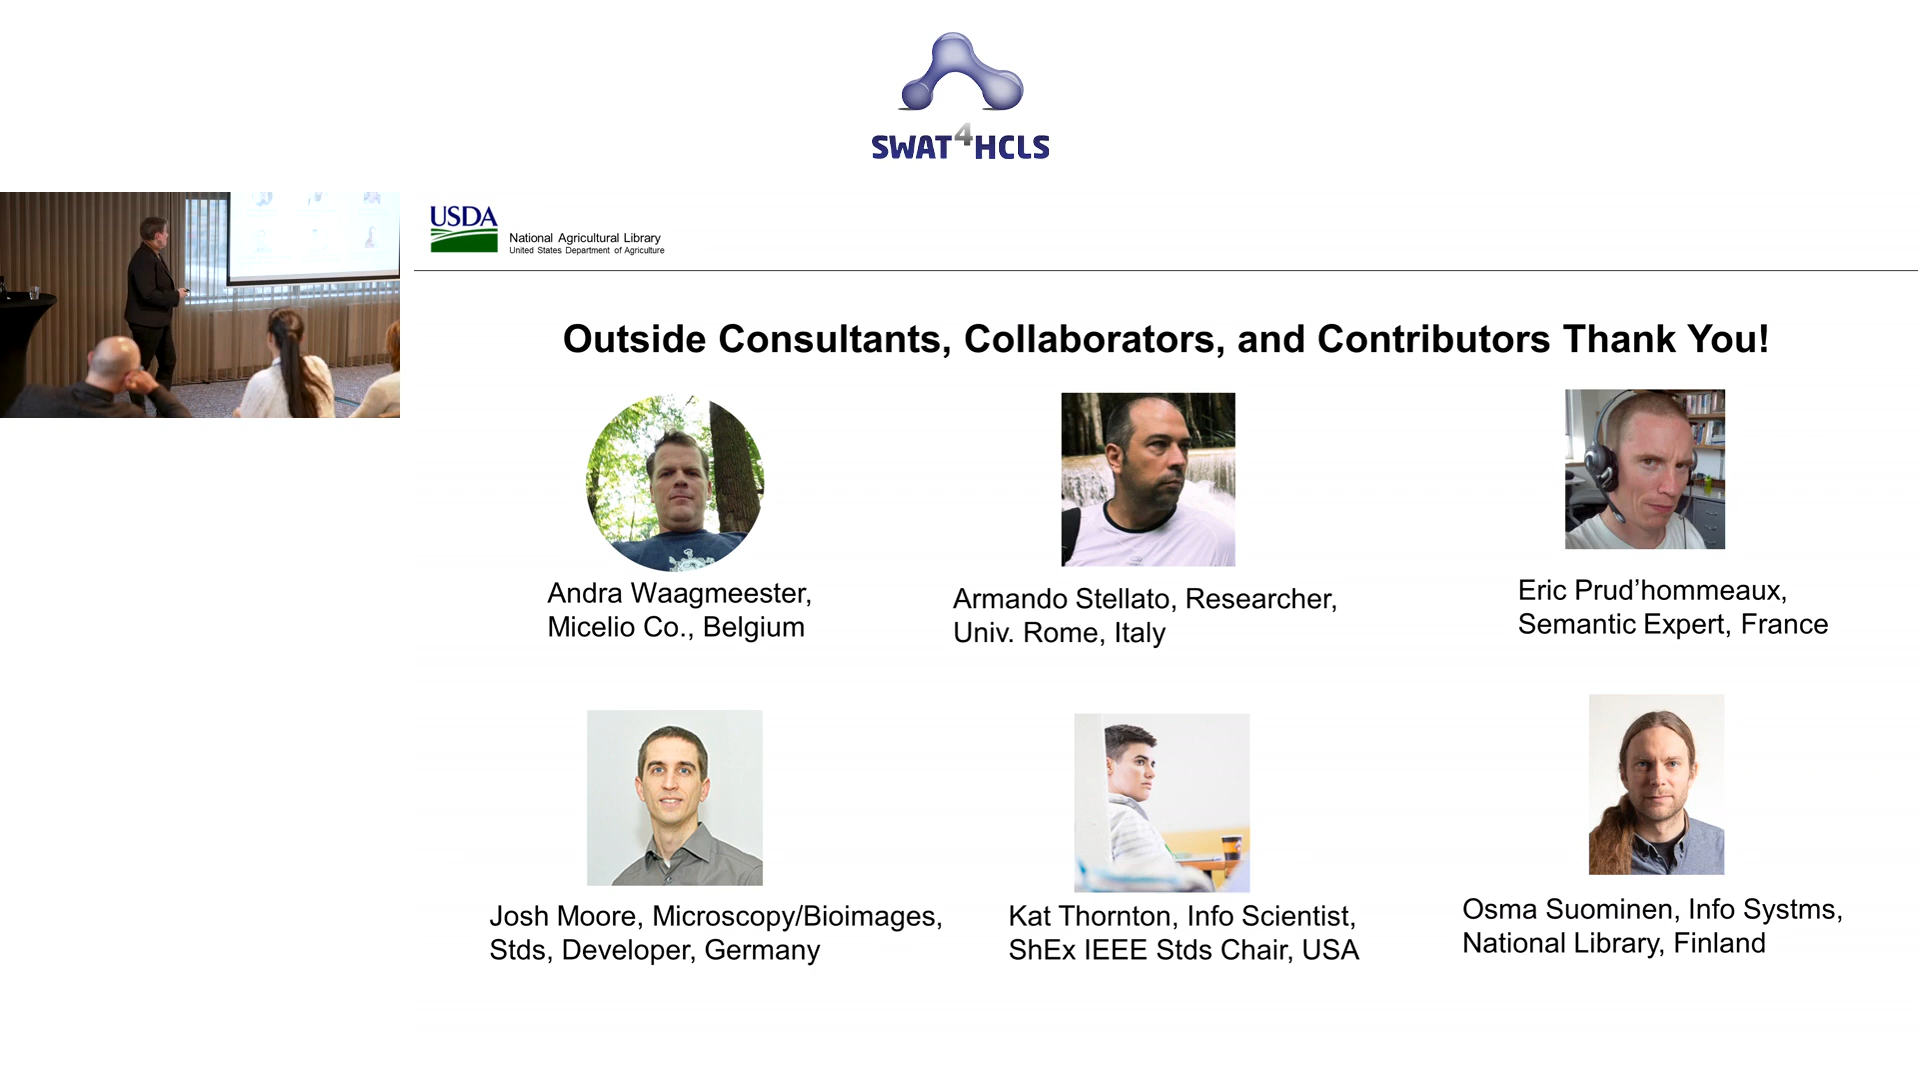 SWAT4HCLS
USDA
National Agricultural Library
United States Department of Agriculture
Outside Consultants, Collaborators, and Contributors Thank You!
Andra Waagmeester,
Micelio Co., Belgium
Armando Stellato, Researcher,
Univ. Rome, Italy
Eric Prud’hommeaux,
Semantic Expert, France
Josh Moore, Microscopy/Bioimages,
Stds, Developer, Germany
Kat Thornton, Info Scientist,
ShEx IEEE Stds Chair, USA
Osma Suominen, Info Systms,
National Library, Finland